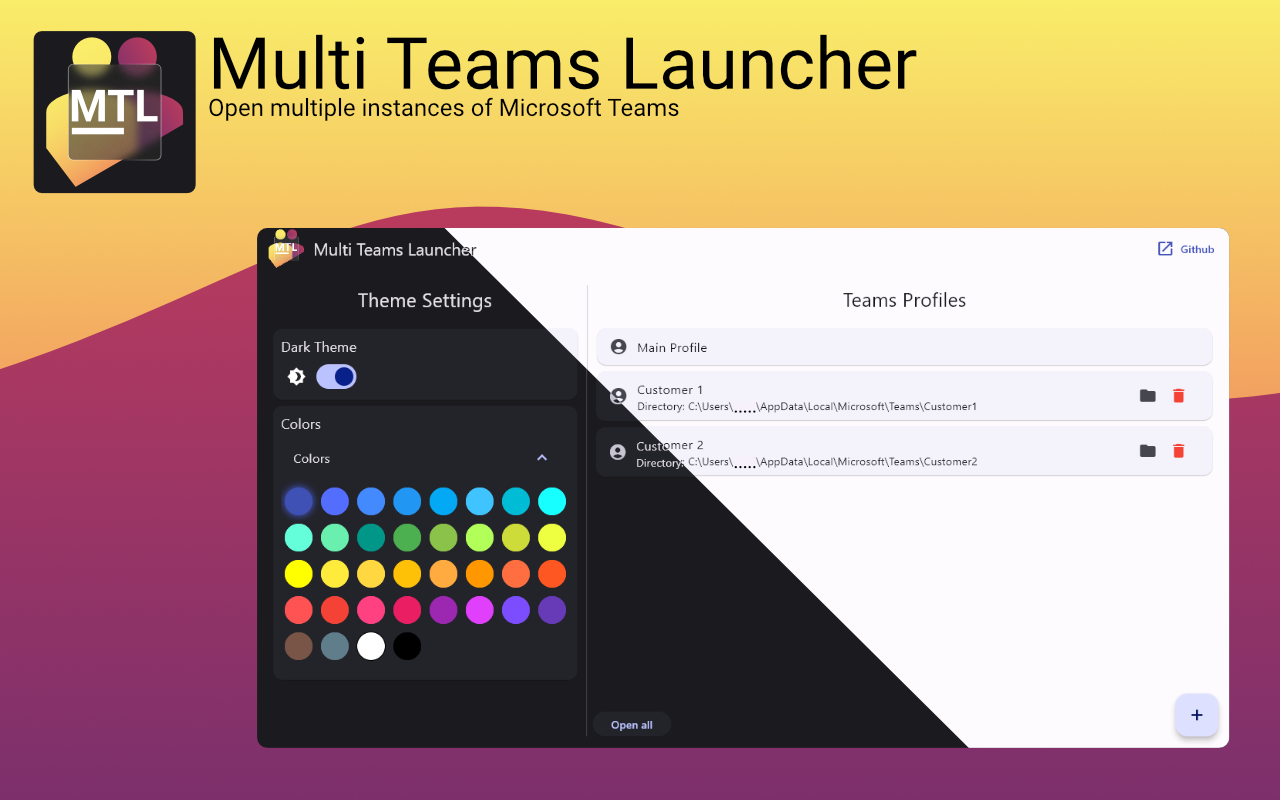 MTL
Multi Teams Launcher
Open multiple instances of Microsoft Teams
MTL
Multi Teams Launcher
Github
Theme Settings
Dark Theme
Colors
Colors
Teams Profiles
Main Profile
Customer 1
Directory: C:\Users\.....\AppData\Local\Microsoft\Teams\Customer1
Customer 2
Directory: C:\Users\.....\AppData\Local\Microsoft\Teams\Customer2
Open all
+